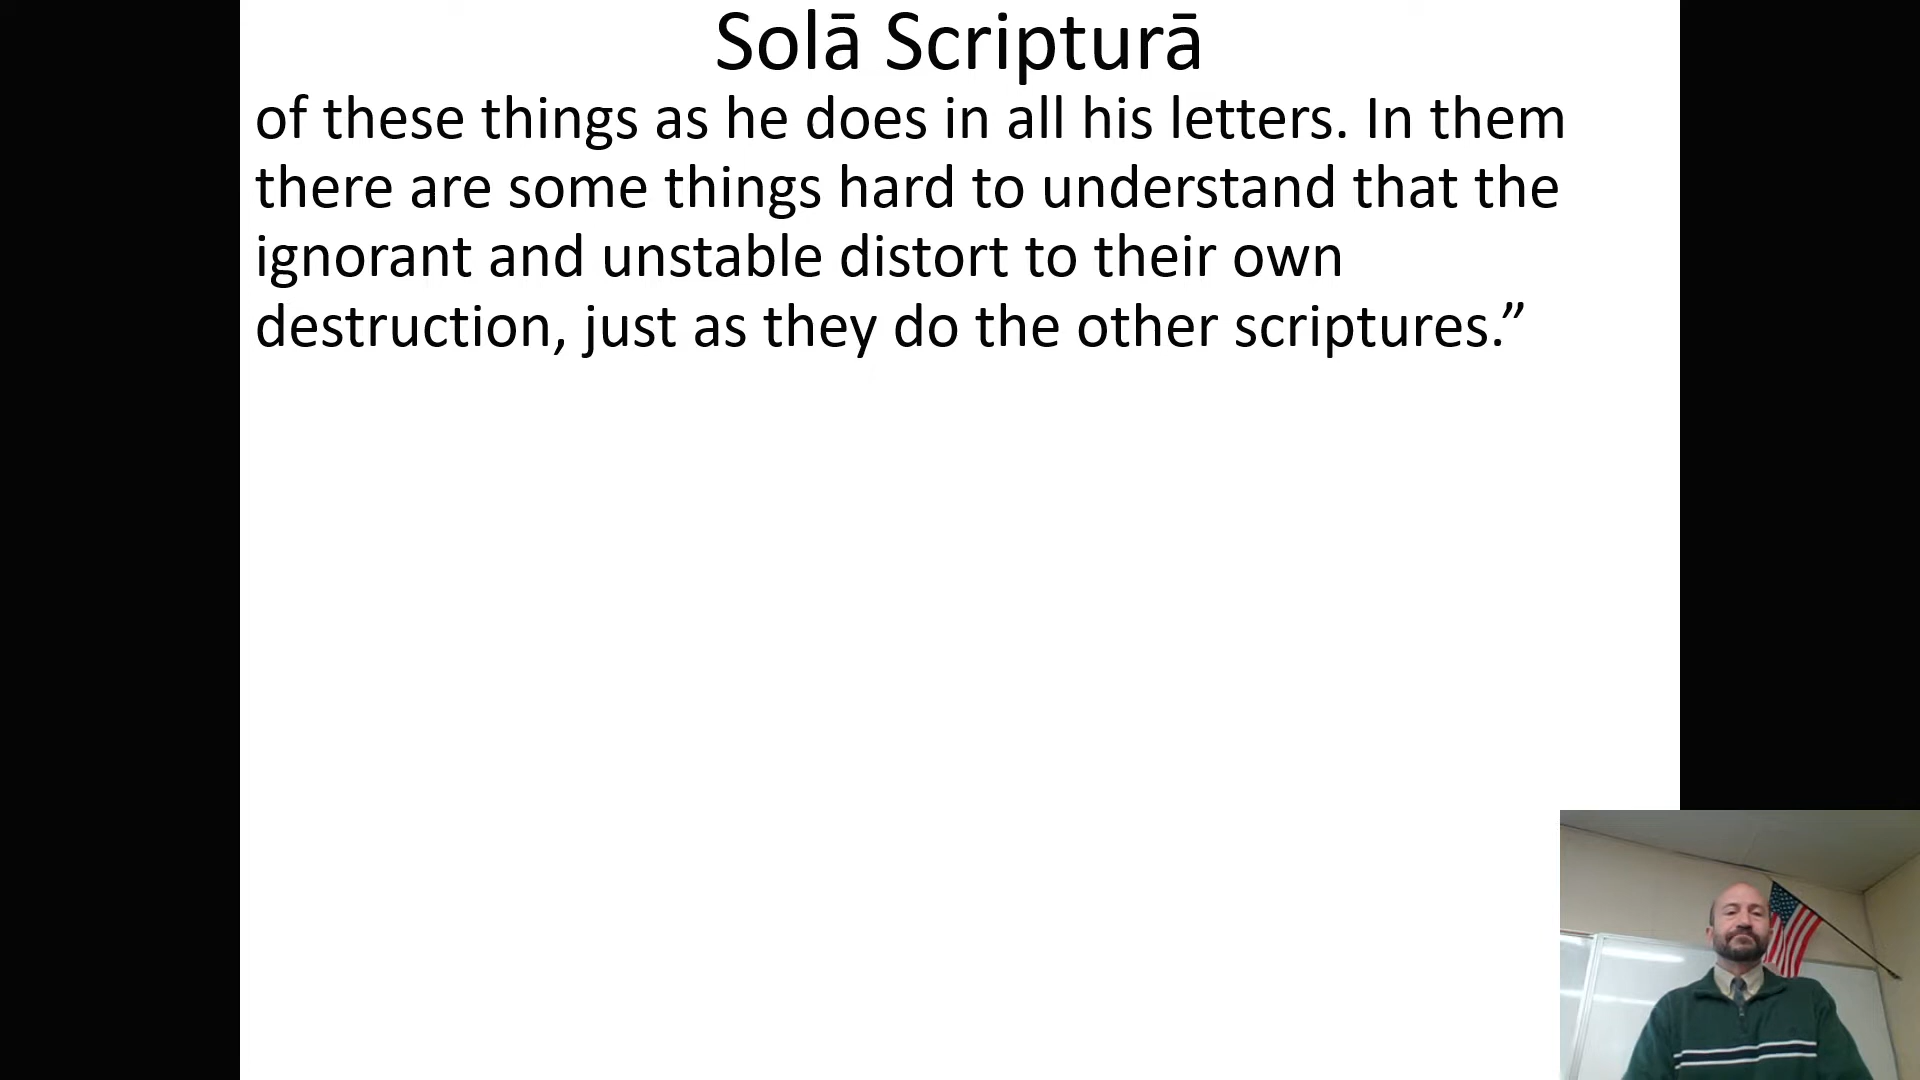 Solā Scripturā
of these things as he does in all his letters. In them
there are some things hard to understand that the
ignorant and unstable distort to their own
destruction, just as they do the other scriptures.”